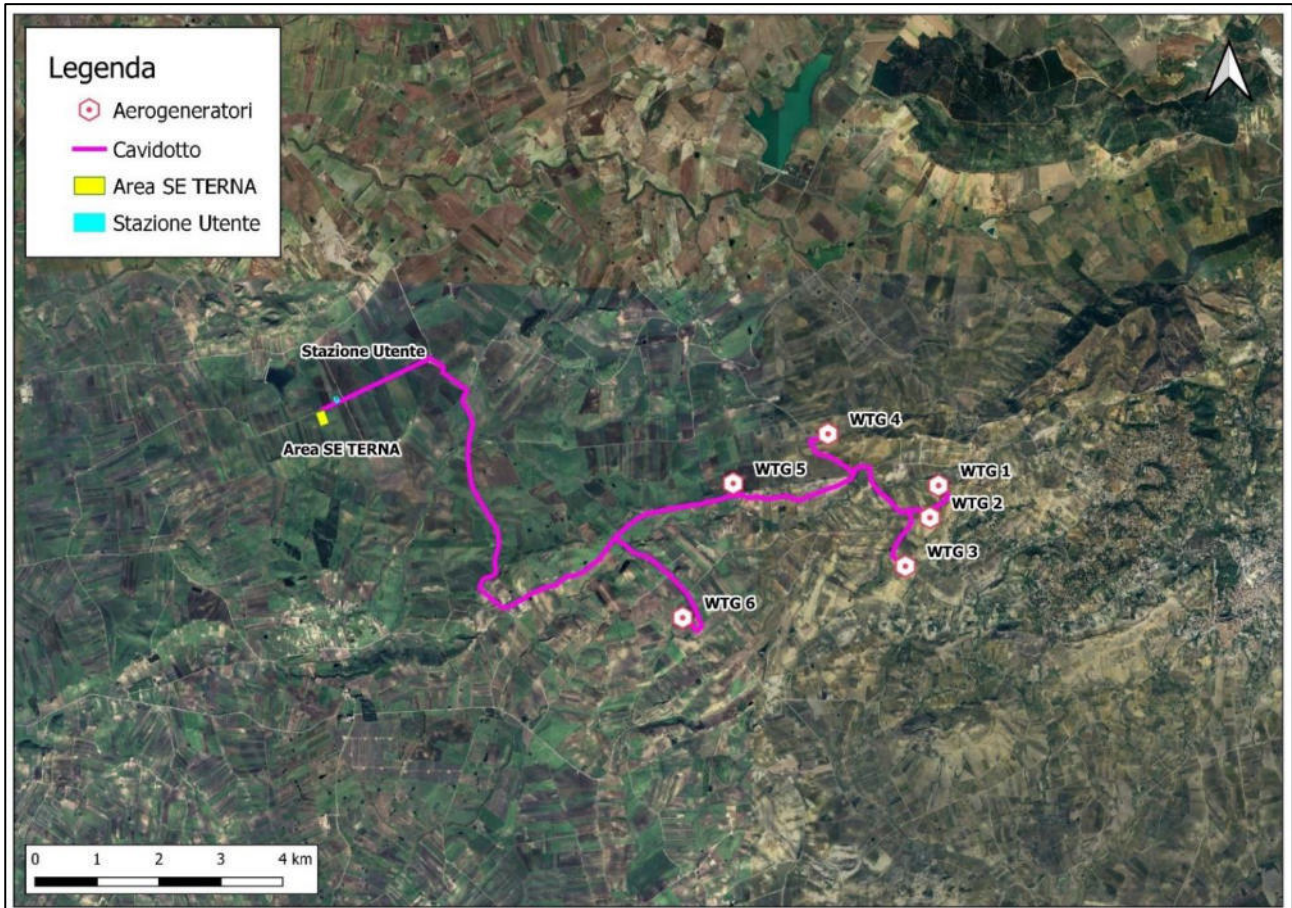 Legenda
Aerogeneratori
Cavidotto
Area SE TERNA
Stazione Utente
Stazione Utente
Area SE TERNA
WTG 4
WTG 5
WTG 1
WTG 2
WTG 3
WTG 6
0 1 2 3 4 km